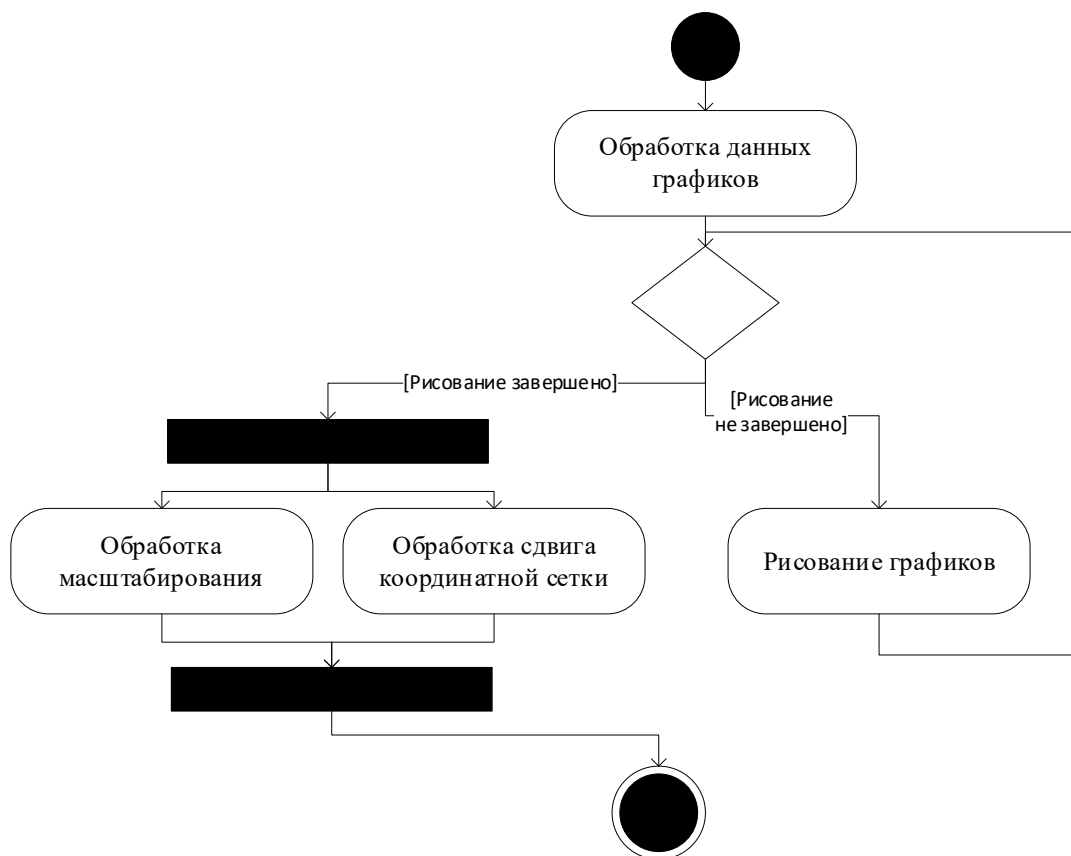 Обработка данных
графиков
[Рисование завершено]
[Рисование
не завершено]
Обработка
масштабирования
Обработка сдвига
координатной сетки
Рисование графиков